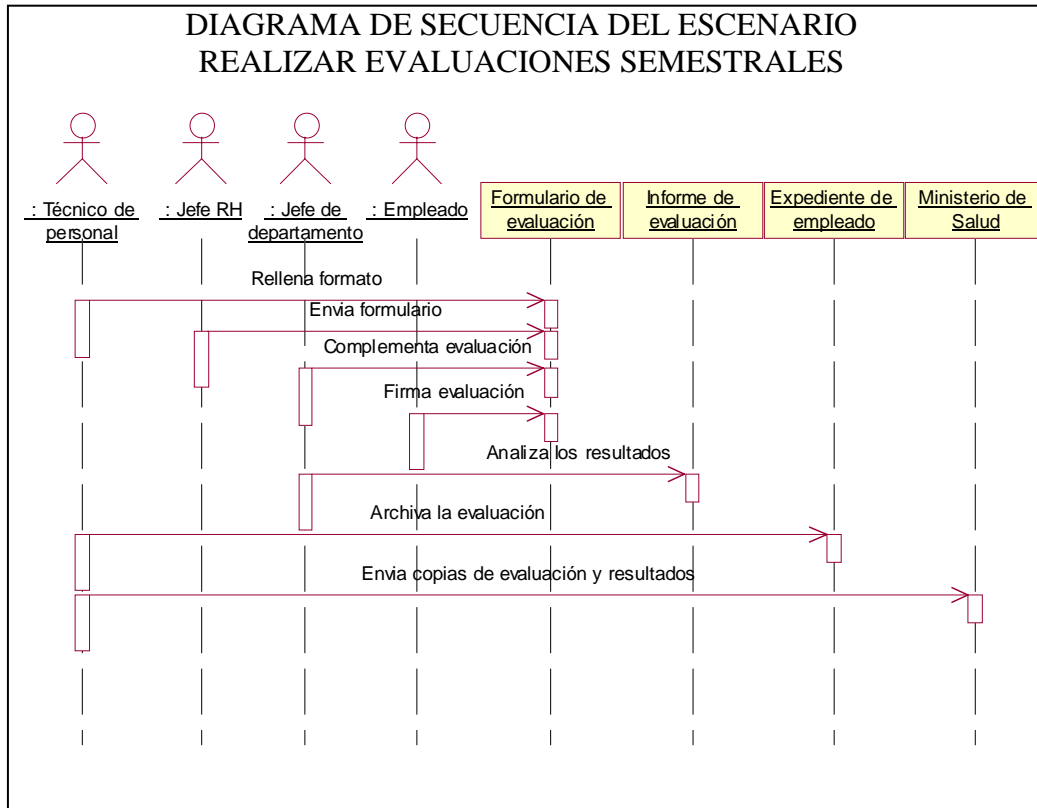 DIAGRAMA DE SECUENCIA DEL ESCENARIO
REALIZAR EVALUACIONES SEMESTRALES
: Técnico de
personal
: Jefe RH
: Jefe de
departamento
: Empleado
Formulario de
evaluación
Informe de
evaluación
Expediente de
empleado
Ministerio de
Salud
Rellena formato
Envia formulario
Complementa evaluación
Firma evaluación
Analiza los resultados
Archiva la evaluación
Envia copias de evaluación y resultados